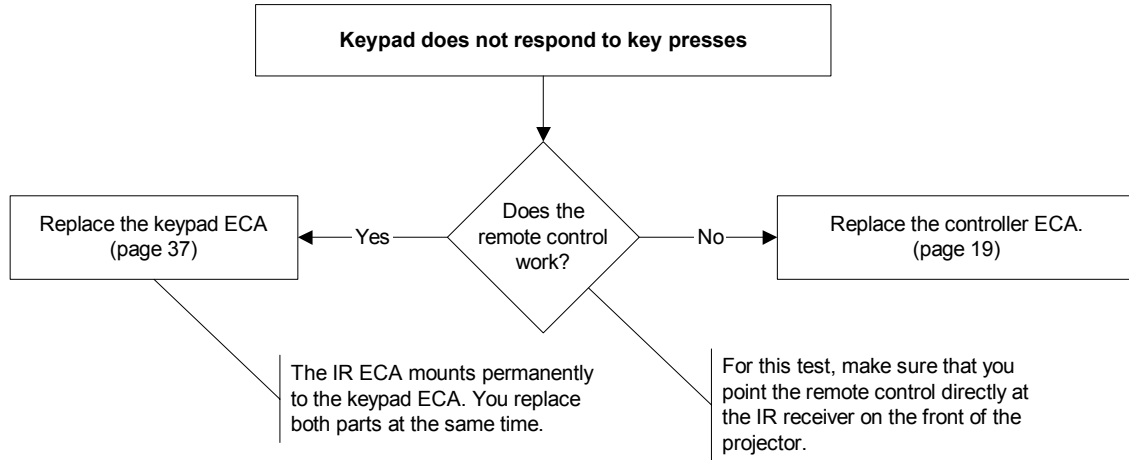 Keypad does not respond to key presses
Does the
remote control
work?
Yes
No
Replace the keypad ECA
(page 37)
Replace the controller ECA.
(page 19)
The IR ECA mounts permanently
to the keypad ECA. You replace
both parts at the same time.
For this test, make sure that you
point the remote control directly at
the IR receiver on the front of the
projector.